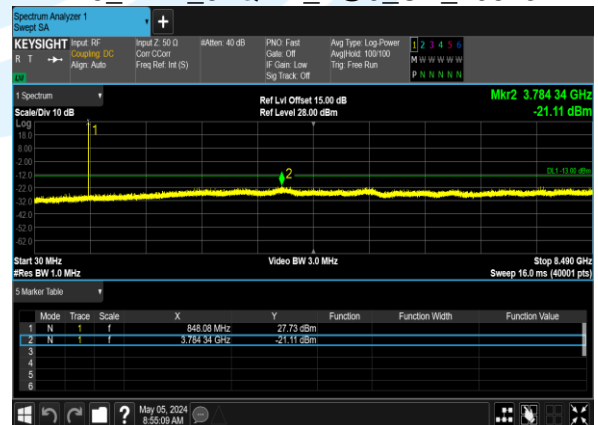 Spectrum Analyzer 1
Swept SA
+
KEYSIGHT Input: RF Input Z: 50 Ω #Atten: 40 dB PNO: Fast Avg Type: Log-Power 1 2 3 4 5 6
R T Coupling: DC Corr CCorr Gate: Off Avg|Hold: 100/100 M W W W W W
Align: Auto Freq Ref: Int (S) IF Gain: Low Trig: Free Run
LXI Sig Track: Off P N N N N N
1 Spectrum Ref Lvl Offset 15.00 dB Mkr2 3.784 34 GHz
Scale/Div 10 dB Ref Level 28.00 dBm -21.11 dBm
Log
1
18.0
8.00
-2.00
-12.0 2 DL1 -13.00 dBm
-22.0
-32.0
-42.0
-52.0
-62.0
Start 30 MHz Video BW 3.0 MHz Stop 8.490 GHz
#Res BW 1.0 MHz Sweep 16.0 ms (40001 pts)
5 Marker Table
Mode Trace Scale X Y Function Function Width Function Value
1 N 1 f 848.08 MHz 27.73 dBm
2 N 1 f 3.784 34 GHz -21.11 dBm
3
4
5
6
? May 05, 2024
8:55:09 AM